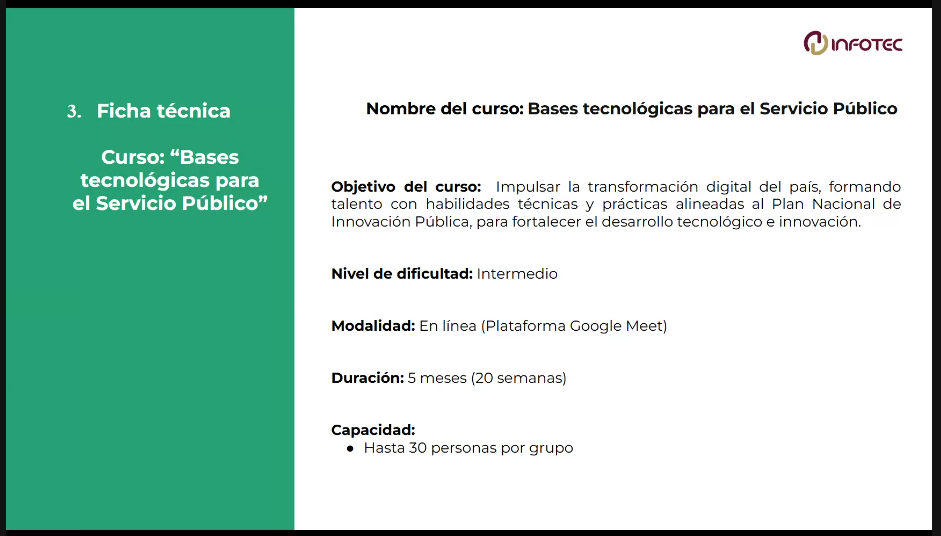 INFOTEC
3. Ficha técnica
Curso: “Bases
tecnológicas para
el Servicio Público”
Nombre del curso: Bases tecnológicas para el Servicio Público
Objetivo del curso: Impulsar la transformación digital del país, formando
talento con habilidades técnicas y prácticas alineadas al Plan Nacional de
Innovación Pública, para fortalecer el desarrollo tecnológico e innovación.
Nivel de dificultad: Intermedio
Modalidad: En línea (Plataforma Google Meet)
Duración: 5 meses (20 semanas)
Capacidad:
● Hasta 30 personas por grupo